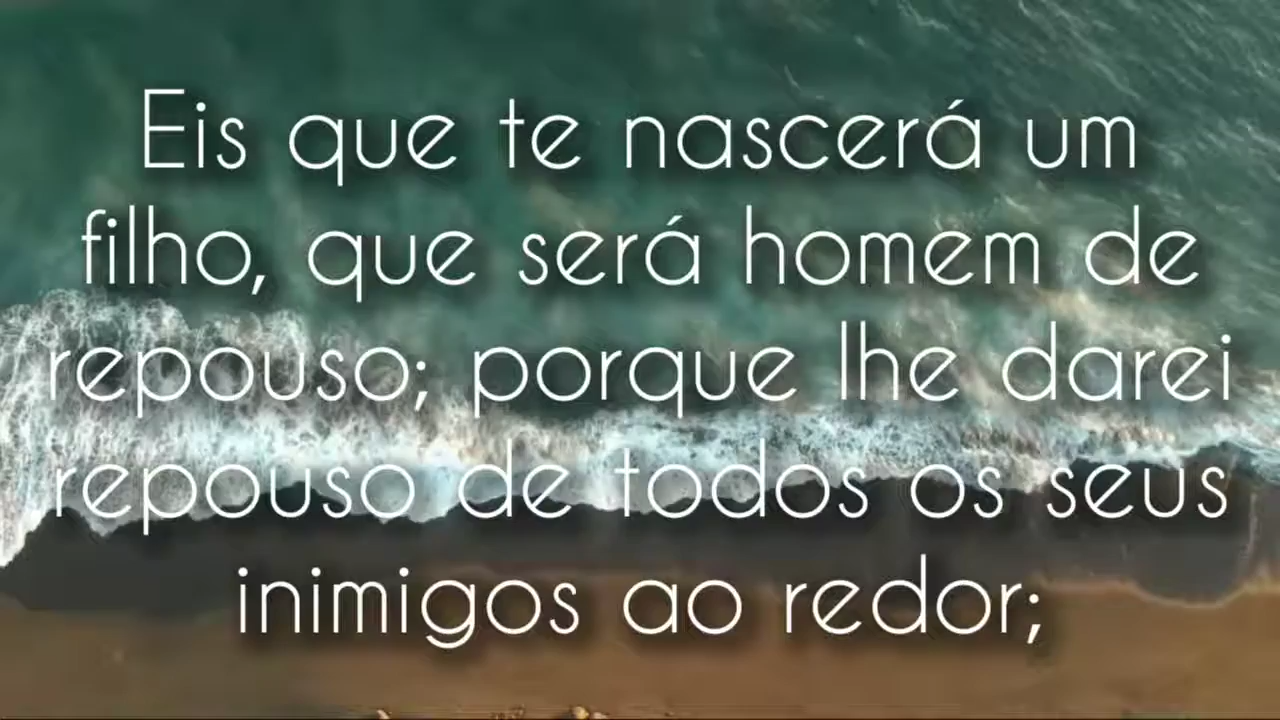 Eis que te nascerá um
filho, que será homem de
repouso; porque lhe darei
repouso de todos os seus
inimigos ao redor;